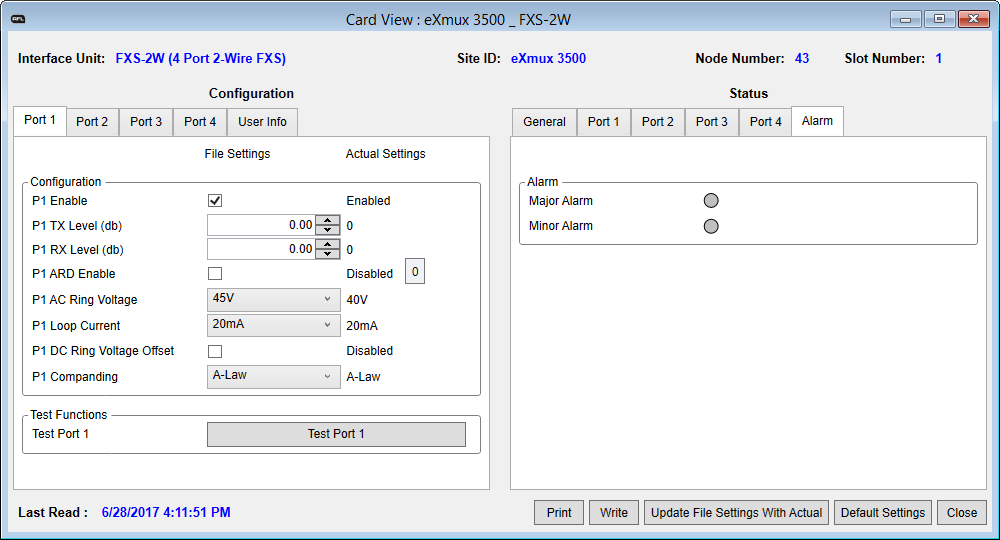 RFL
Card View : eXmux 3500 _ FXS-2W
Interface Unit: FXS-2W (4 Port 2-Wire FXS) Site ID: eXmux 3500 Node Number: 43 Slot Number: 1
Configuration
Port 1 Port 2 Port 3 Port 4 User Info
File Settings Actual Settings
Configuration
P1 Enable Enabled
P1 TX Level (db) 0.00 0
P1 RX Level (db) 0.00 0
P1 ARD Enable Disabled 0
P1 AC Ring Voltage 45V 40V
P1 Loop Current 20mA 20mA
P1 DC Ring Voltage Offset Disabled
P1 Companding A-Law A-Law
Test Functions
Test Port 1 Test Port 1
Status
General Port 1 Port 2 Port 3 Port 4 Alarm
Alarm
Major Alarm
Minor Alarm
Last Read : 6/28/2017 4:11:51 PM
Print Write Update File Settings With Actual Default Settings Close